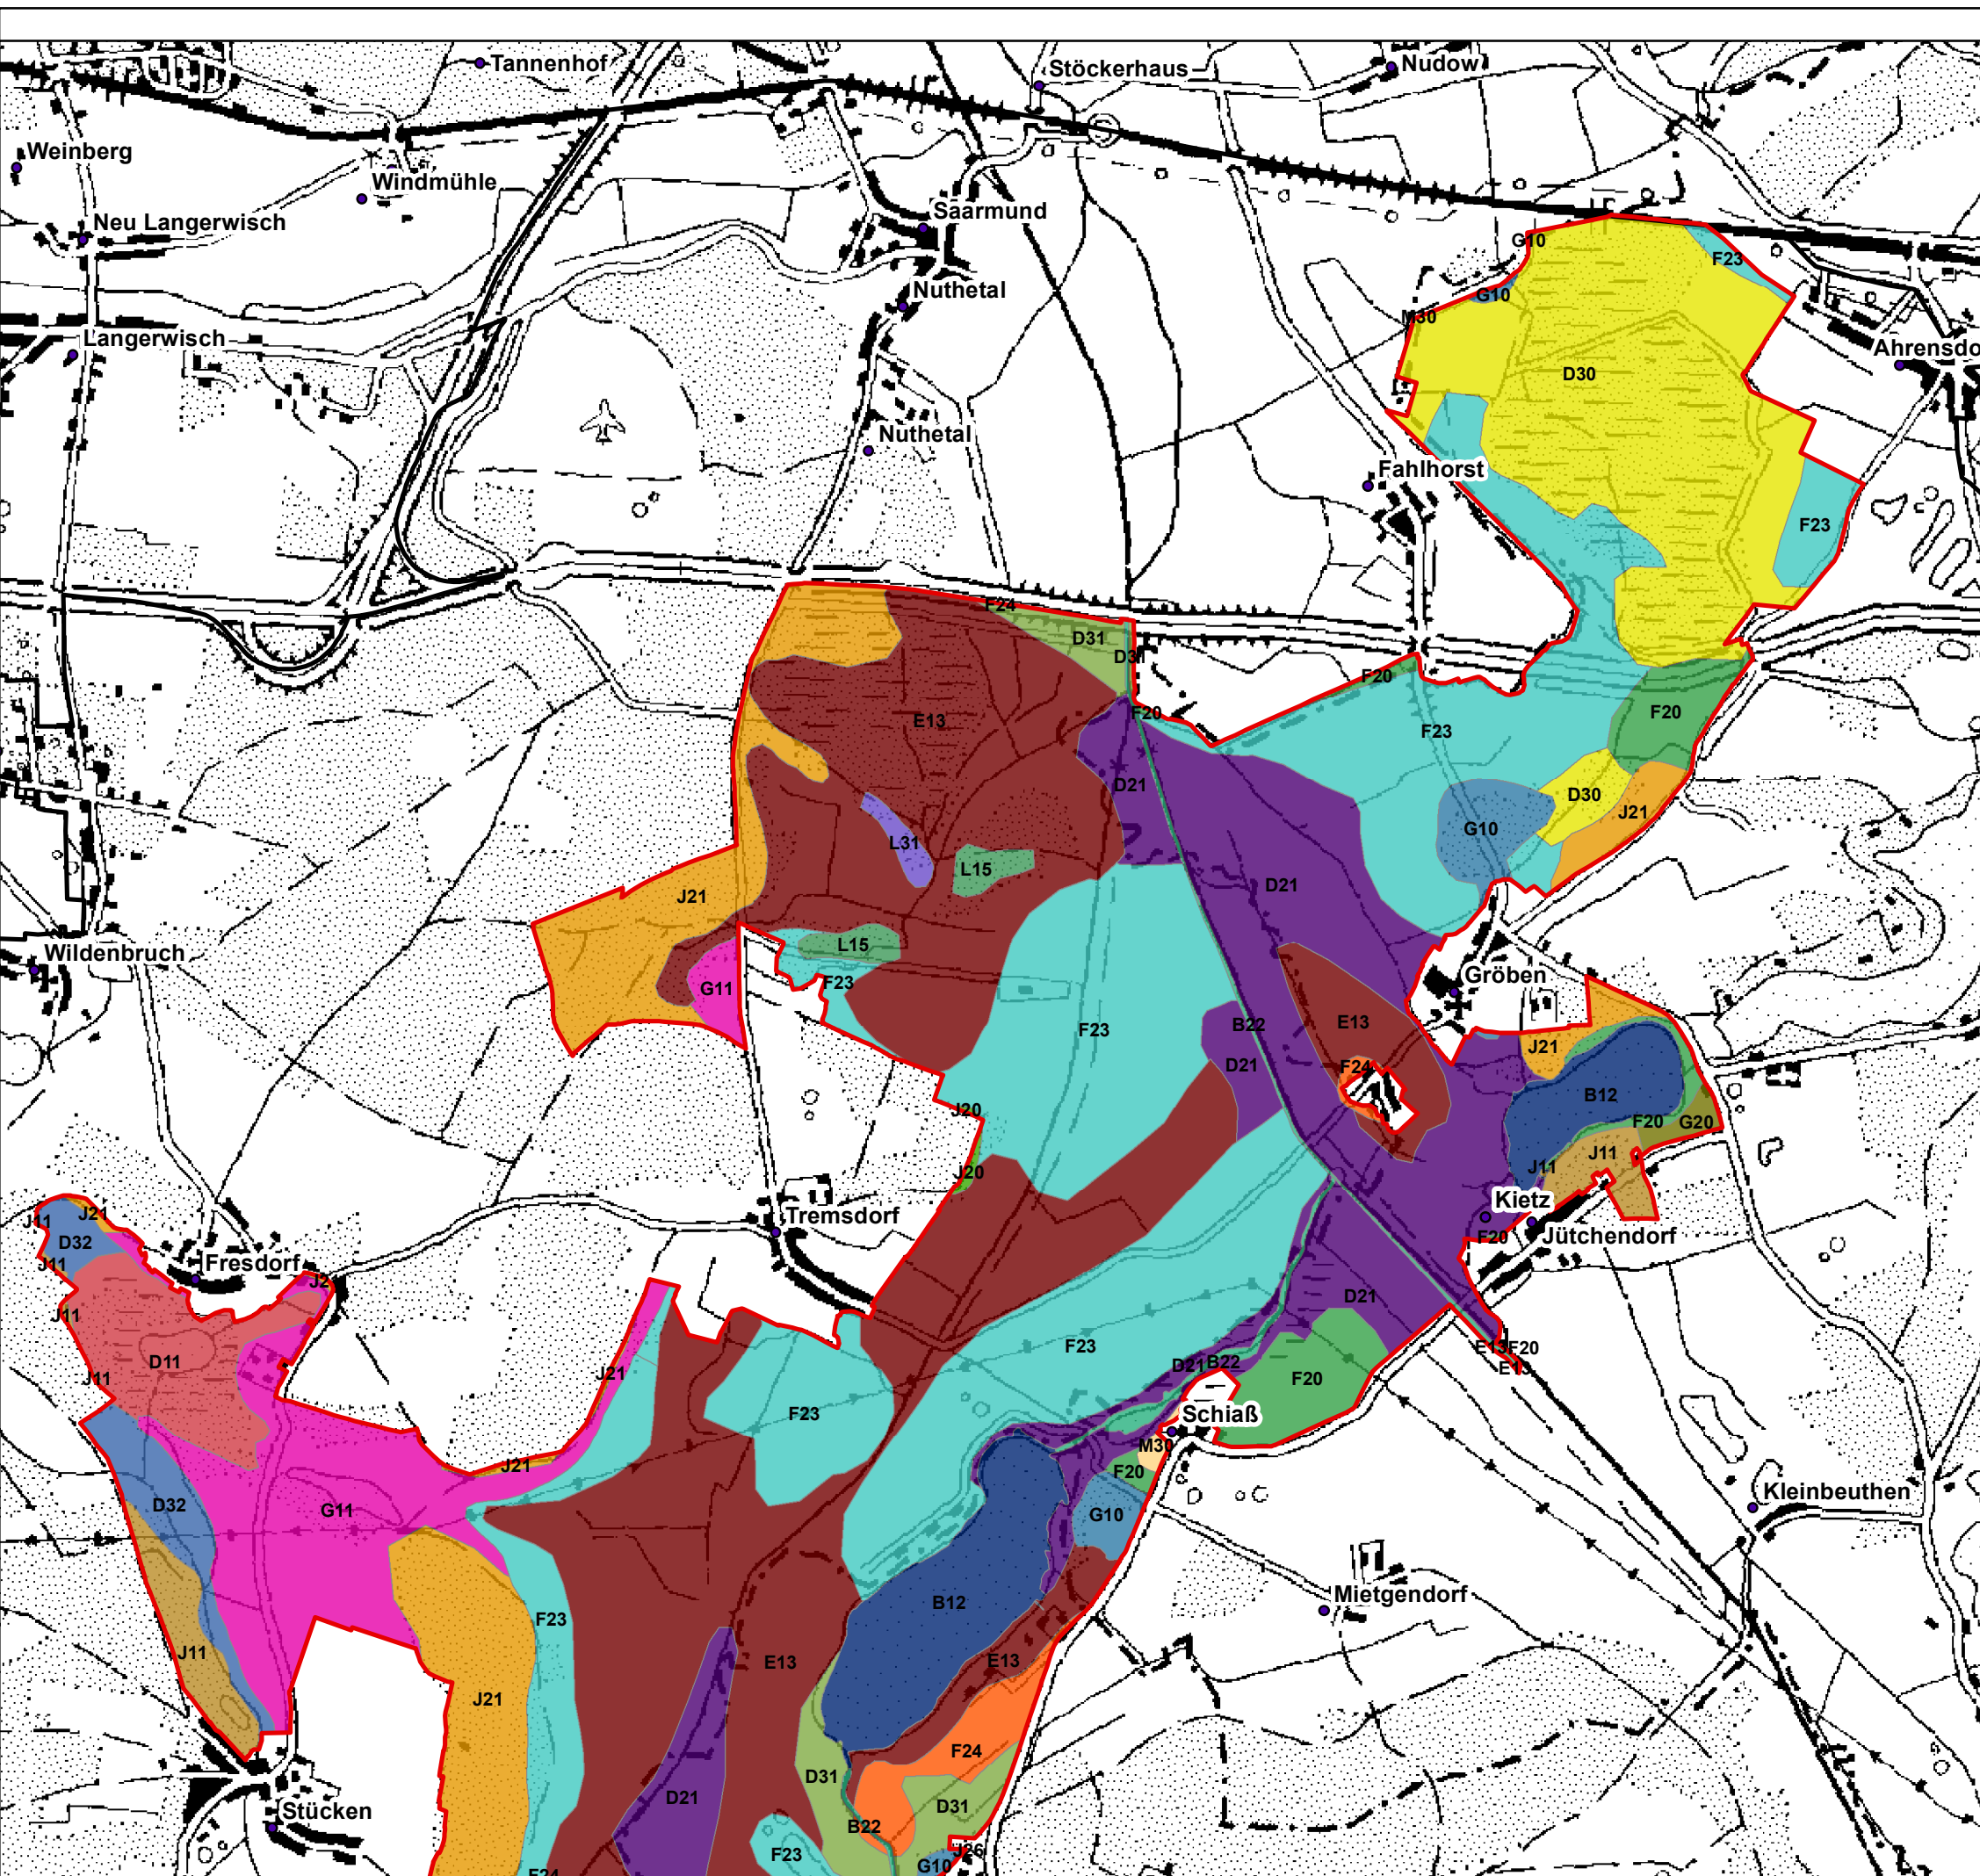 Tannenhof
Stöckerhaus
Nudow
Weinberg
Windmühle
Neu Langerwisch
Saarmund
G10
F23
Nuthetal
G10
M30
Langerwisch
Ahrensdo
D30
Nuthetal
Fahlhorst
F23
F24
D31
D31
F20
F20
F20
E13
F23
D21
D30
J21
G10
L31
L15
D21
J21
L15
Wildenbruch
Gröben
F23
G11
B22
E13
F23
J21
D21
F24
B12
J20
F20
G20
J11
J11
J20
Kietz
J21
J11
Tremsdorf
F20
Jütchendorf
D32
Fresdorf
J11
J2
D21
J11
F23
E13
F20
D11
D21
B22
E13
J21
J11
F20
F23
Schiaß
M30
J21
F20
D32
G11
G10
Kleinbeuthen
Mietgendorf
B12
F23
J11
E13
E13
J21
F24
D31
D21
D31
Stücken
B22
J26
F23
G10
F24